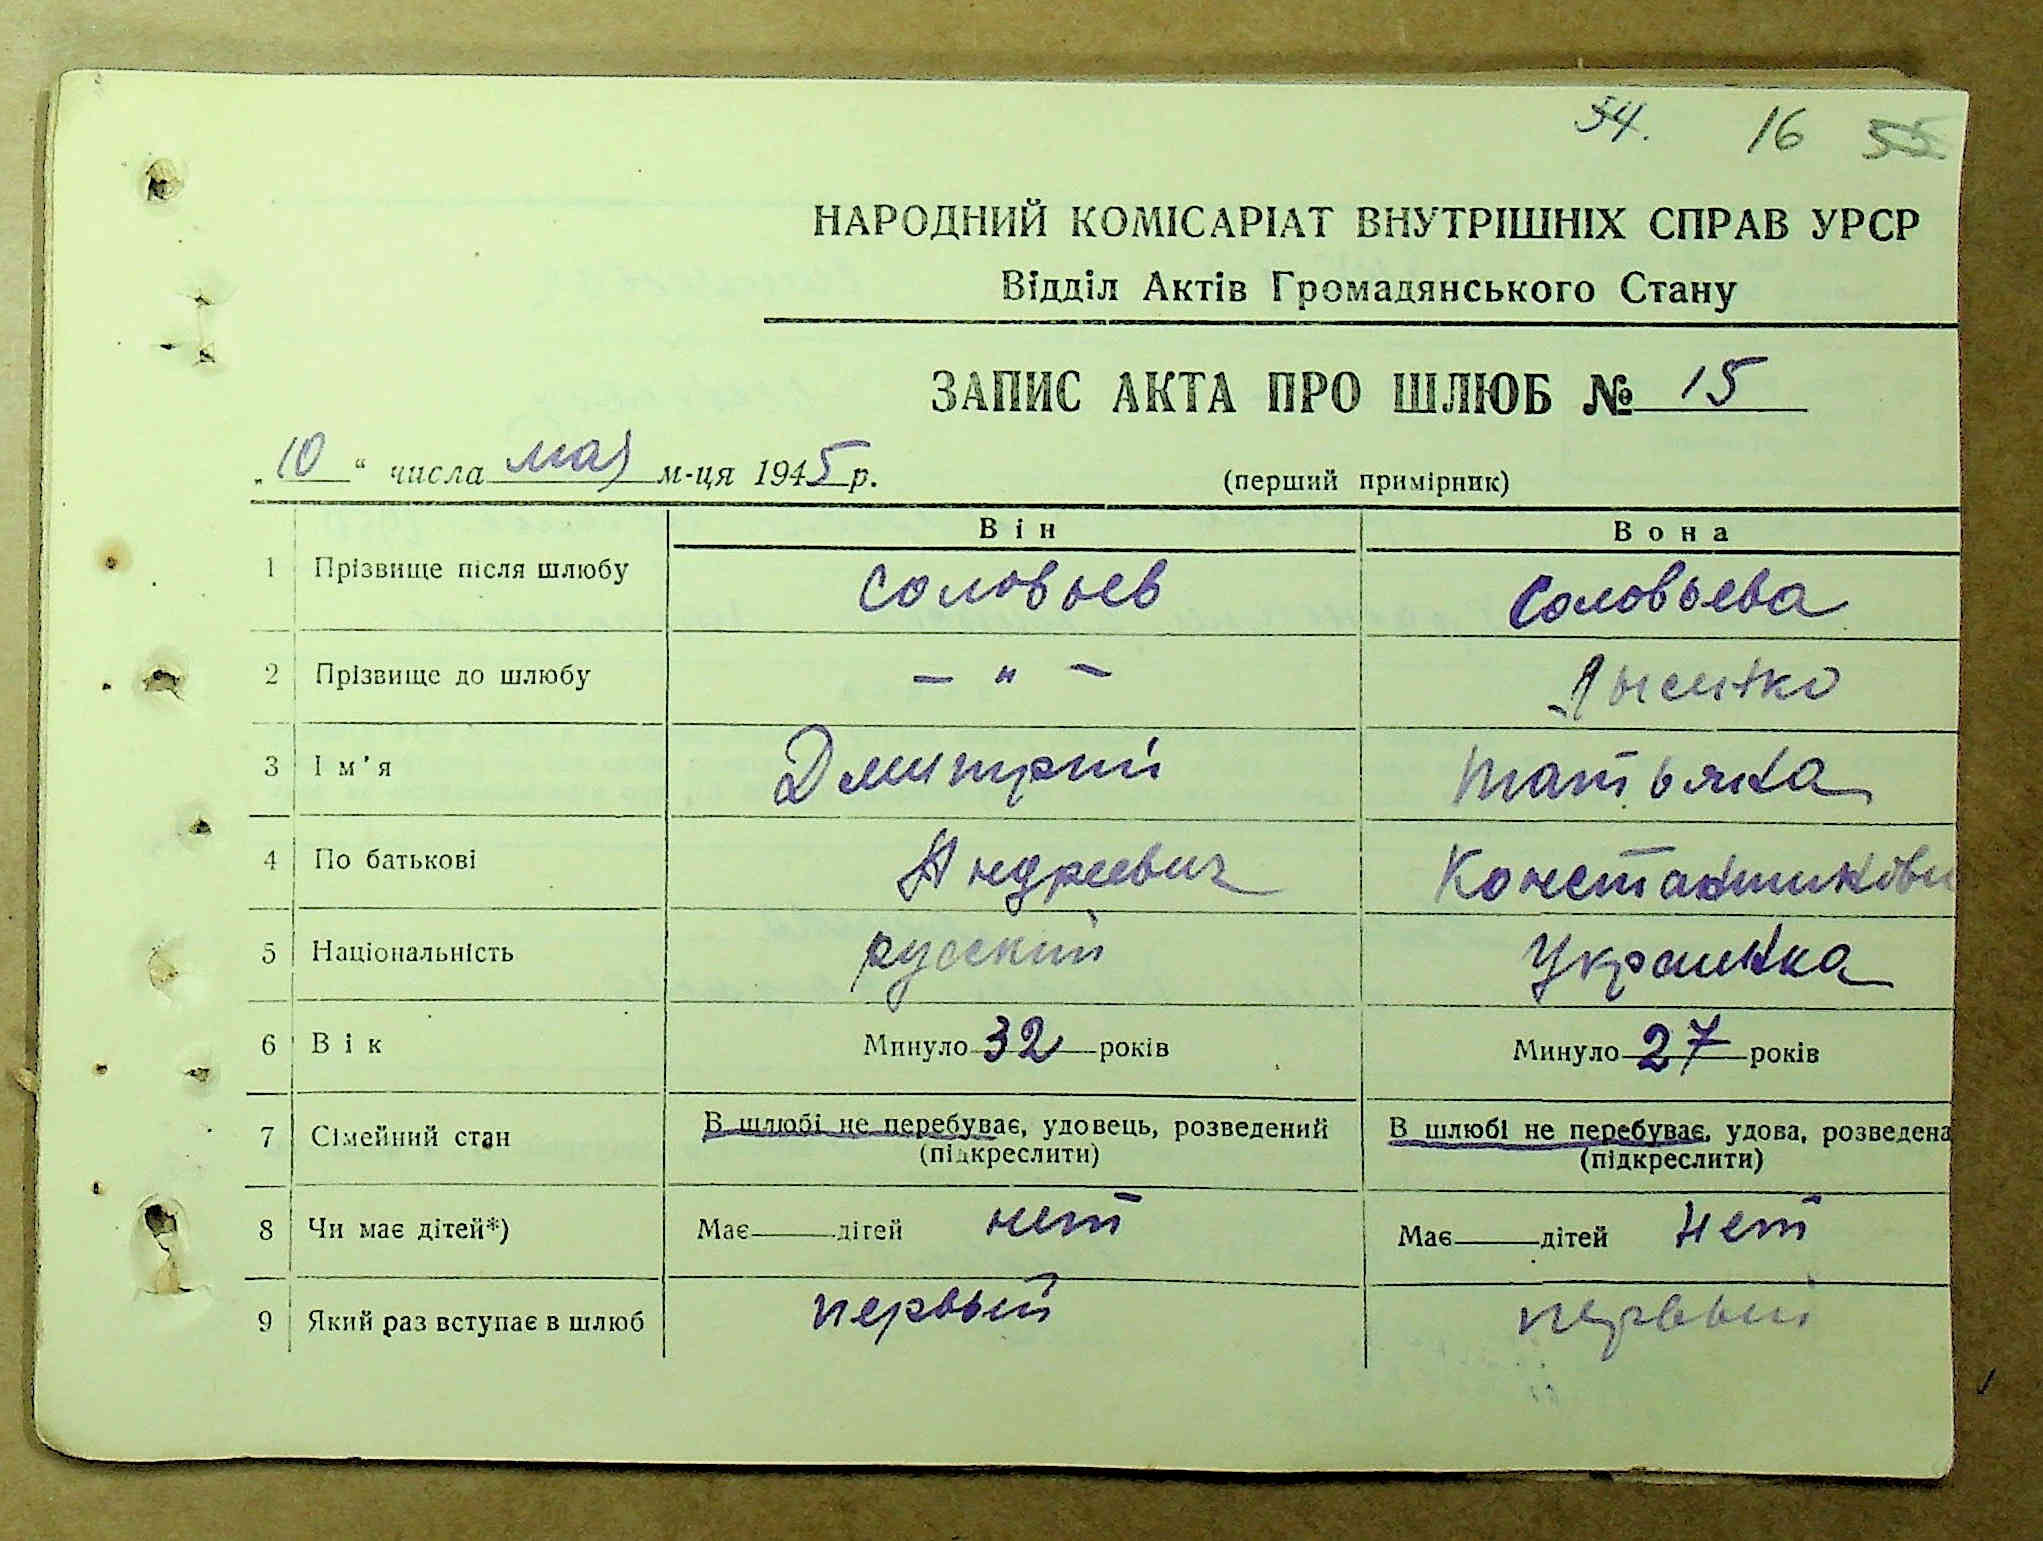 54. 16 55
НАРОДНИЙ КОМІСАРІАТ ВНУТРІШНІХ СПРАВ УРСР
Відділ Актів Громадянського Стану
ЗАПИС АКТА ПРО ШЛЮБ № 15
„10“ числа мая м-ця 1945 р. (перший примірник)
Він Вона
1 Прізвище після шлюбу Соловьев Соловьева
2 Прізвище до шлюбу — " — Лысенко
3 Ім'я Дмитрий Татьяна
4 По батькові Андреевич Константинови
5 Національність русский Украинка
6 Вік Минуло 32 років Минуло 27 років
7 Сімейний стан В шлюбі не перебуває, удовець, розведений (підкреслити) В шлюбі не перебуває, удова, розведена (підкреслити)
8 Чи має дітей*) Має дітей нет Має дітей нет
9 Який раз вступає в шлюб первый первый